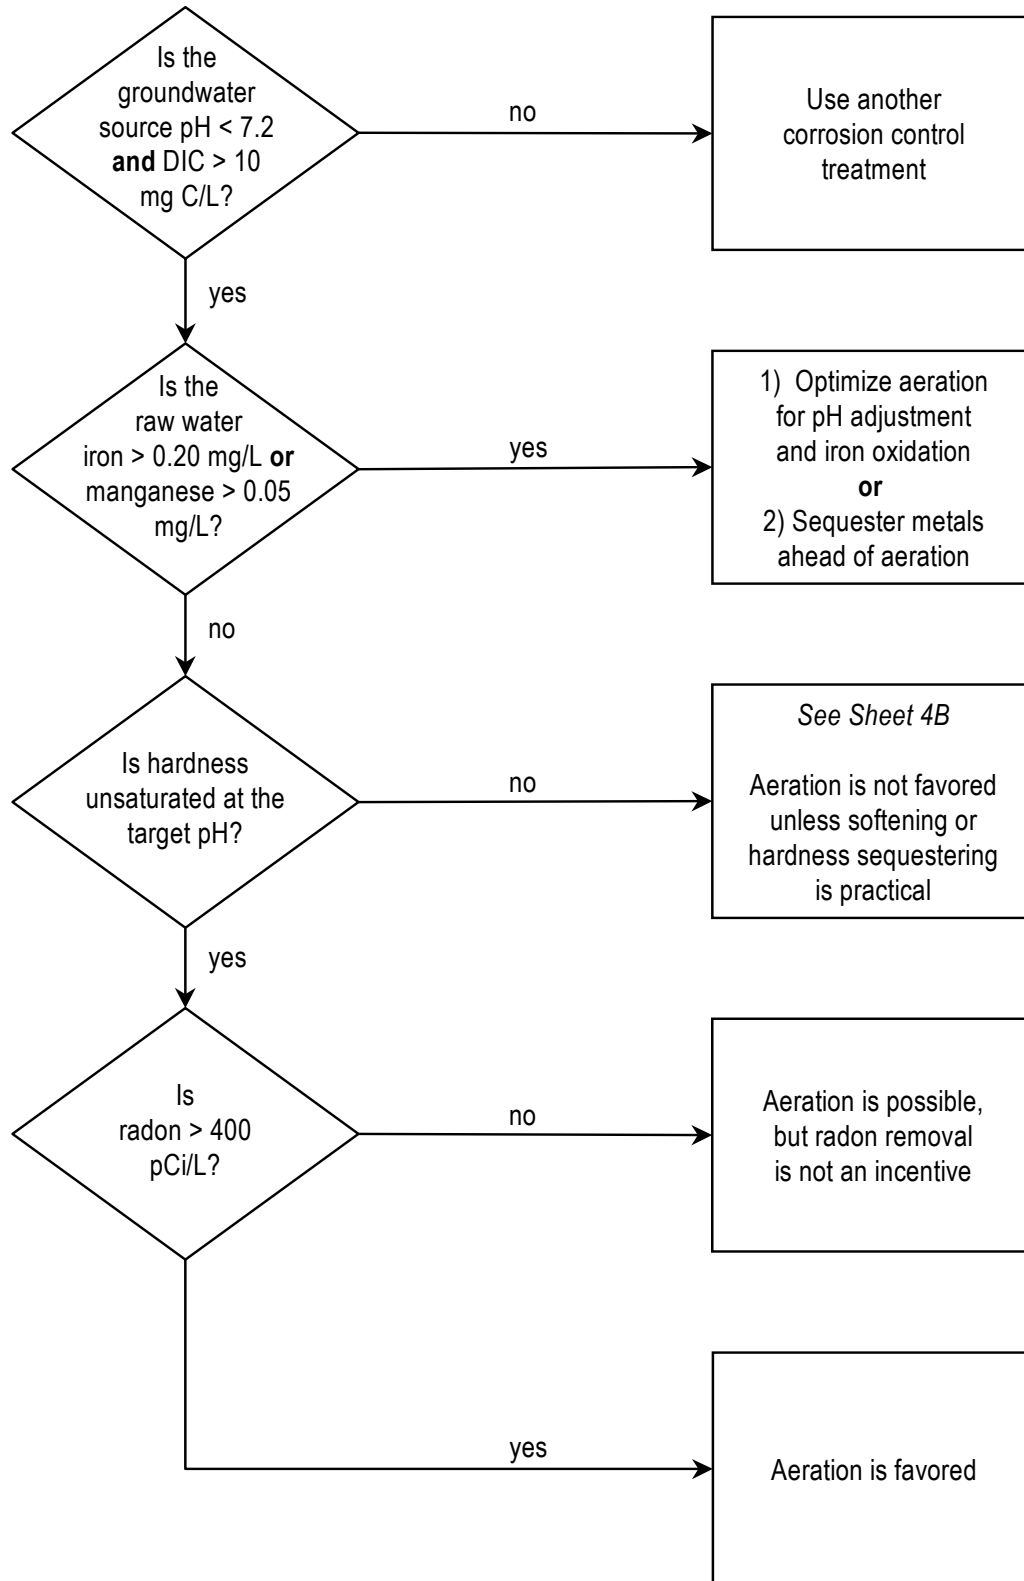 Is the
groundwater
source pH < 7.2
and DIC > 10
mg C/L?
no
Use another
corrosion control
treatment
yes
Is the
raw water
iron > 0.20 mg/L or
manganese > 0.05
mg/L?
yes
1) Optimize aeration
for pH adjustment
and iron oxidation
or
2) Sequester metals
ahead of aeration
no
Is hardness
unsaturated at the
target pH?
no
See Sheet 4B
Aeration is not favored
unless softening or
hardness sequestering
is practical
yes
Is
radon > 400
pCi/L?
no
Aeration is possible,
but radon removal
is not an incentive
yes
Aeration is favored